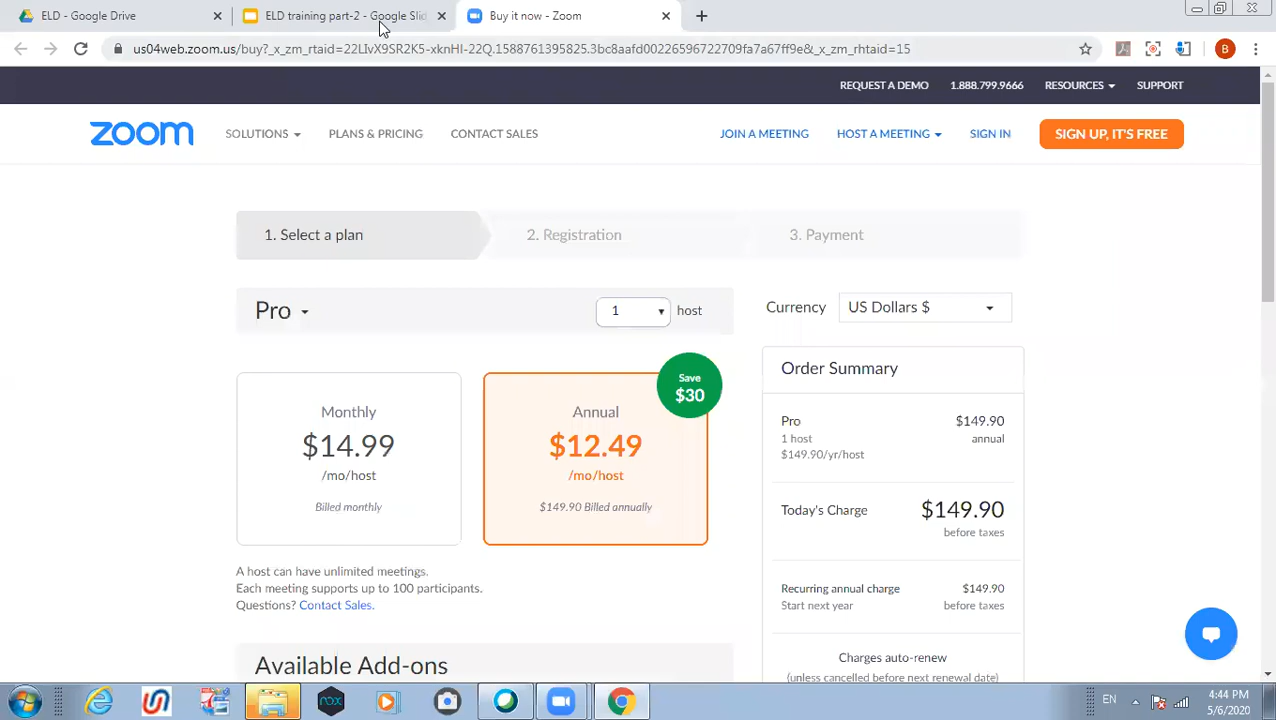 ELD - Google Drive
ELD training part-2 - Google Slid
Buy it now - Zoom
us04web.zoom.us/buy?_x_zm_rtaid=22LIvX9SR2K5-xknHl-22Q.1588761395825.3bc8aafd00226596722709fa7a67ff9e&_x_zm_rhtaid=15
B
REQUEST A DEMO 1.888.799.9666 RESOURCES SUPPORT
zoom SOLUTIONS PLANS & PRICING CONTACT SALES JOIN A MEETING HOST A MEETING SIGN IN SIGN UP, IT'S FREE
1. Select a plan 2. Registration 3. Payment
Pro 1 host
Currency US Dollars $
Save
$30
Monthly
$14.99
/mo/host
Billed monthly
Annual
$12.49
/mo/host
$149.90 Billed annually
A host can have unlimited meetings.
Each meeting supports up to 100 participants.
Questions? Contact Sales.
Available Add-ons
Order Summary
Pro $149.90
1 host annual
$149.90/yr/host
Today's Charge $149.90
before taxes
Recurring annual charge $149.90
Start next year before taxes
Charges auto-renew
(unless cancelled before next renewal date)
nox
EN
4:44 PM
5/6/2020